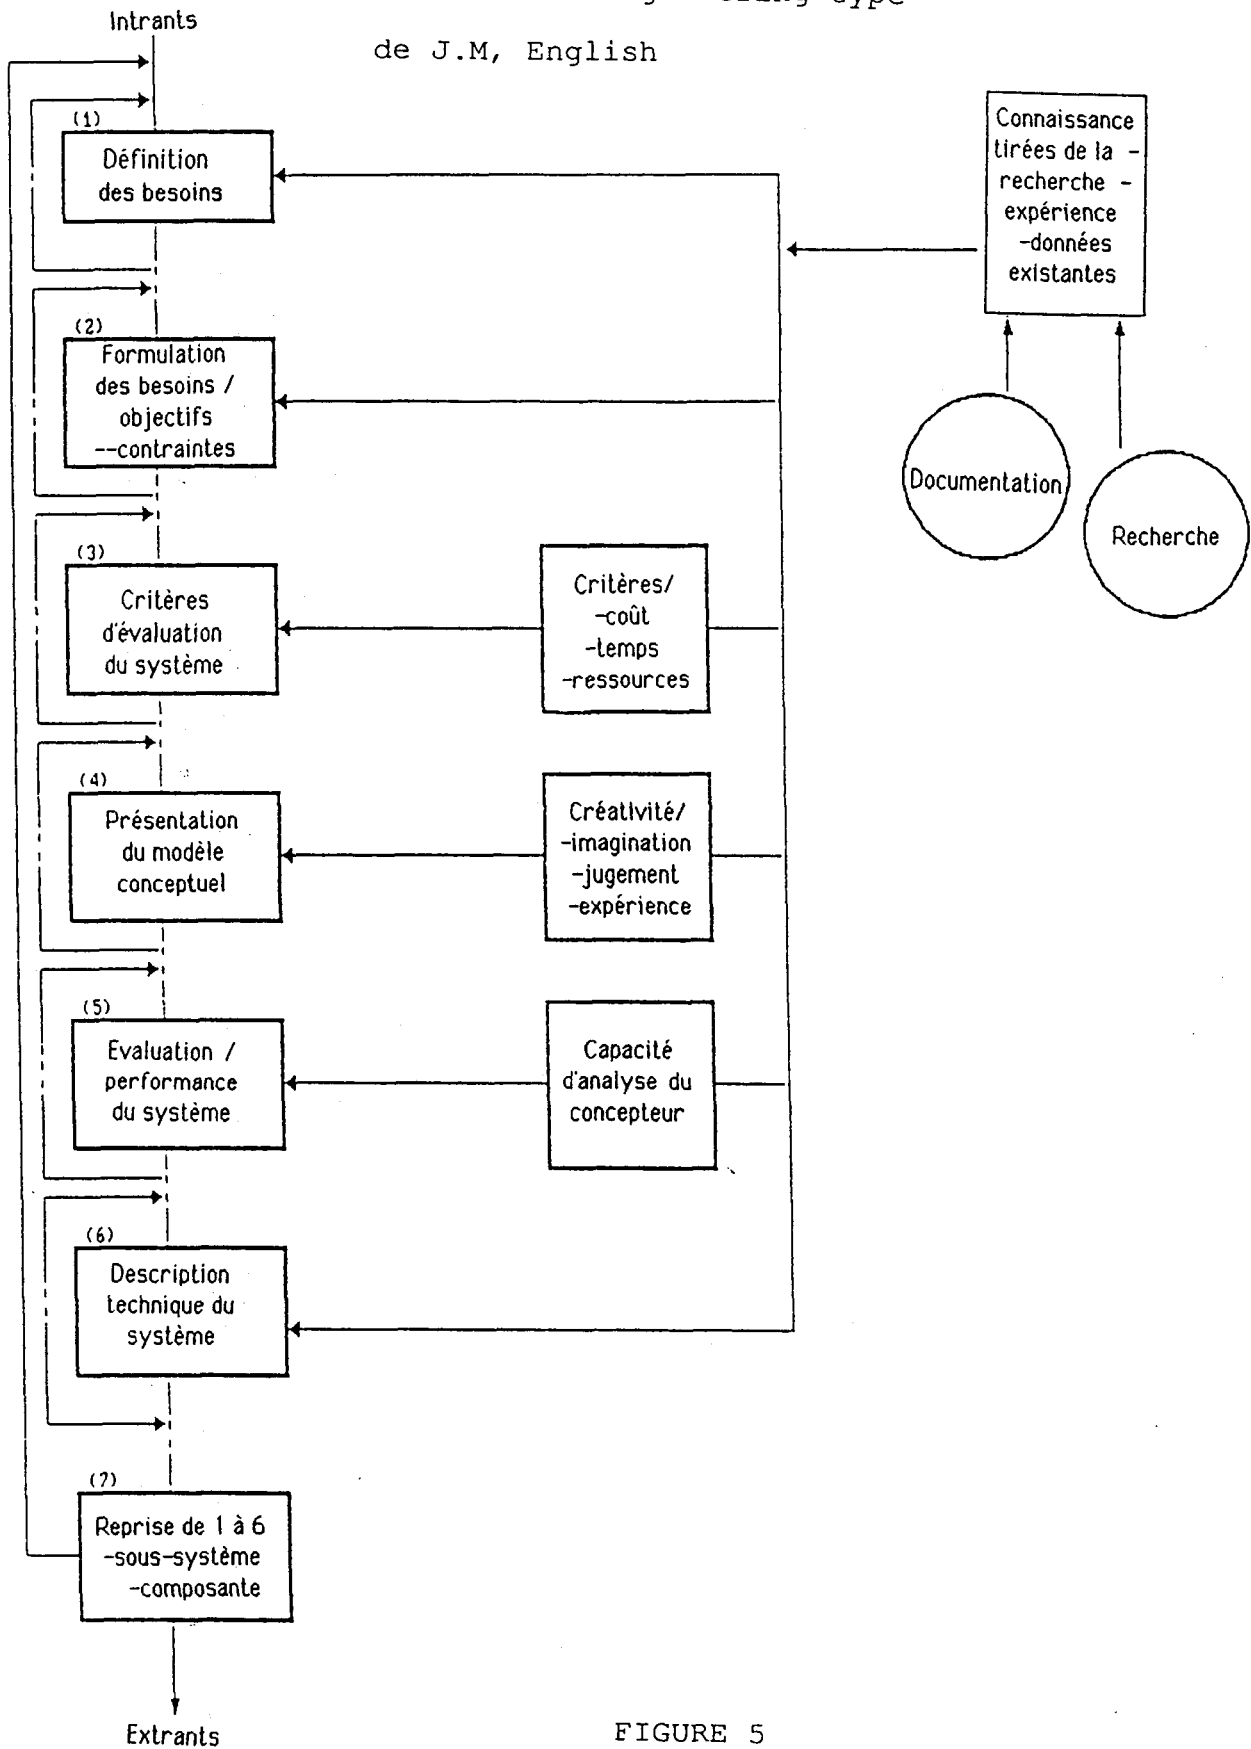 Intrants
type
de J.M, English
(1)
Définition
des besoins
Connaissance
tirées de la -
recherche -
expérience
-données
existantes
(2)
Formulation
des besoins /
objectifs
--contraintes
Documentation
Recherche
(3)
Critères
d'évaluation
du système
Critères/
-coût
-temps
-ressources
(4)
Présentation
du modèle
conceptuel
Créativité/
-imagination
-jugement
-expérience
(5)
Evaluation /
performance
du système
Capacité
d'analyse du
concepteur
(6)
Description
technique du
système
(7)
Reprise de 1 à 6
-sous-système
-composante
Extrants
FIGURE 5